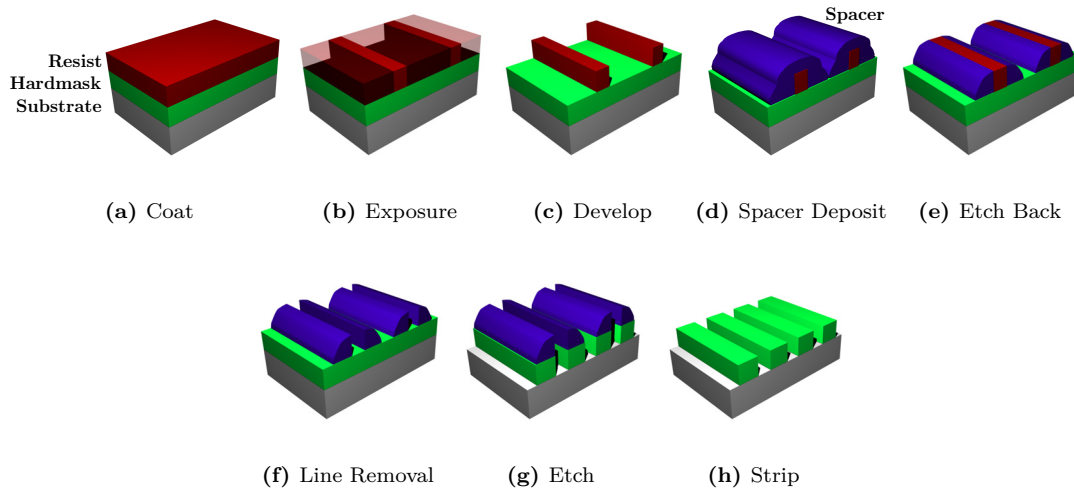 Spacer
Resist
Hardmask
Substrate
(a) Coat
(b) Exposure
(c) Develop
(d) Spacer Deposit
(e) Etch Back
(f) Line Removal
(g) Etch
(h) Strip